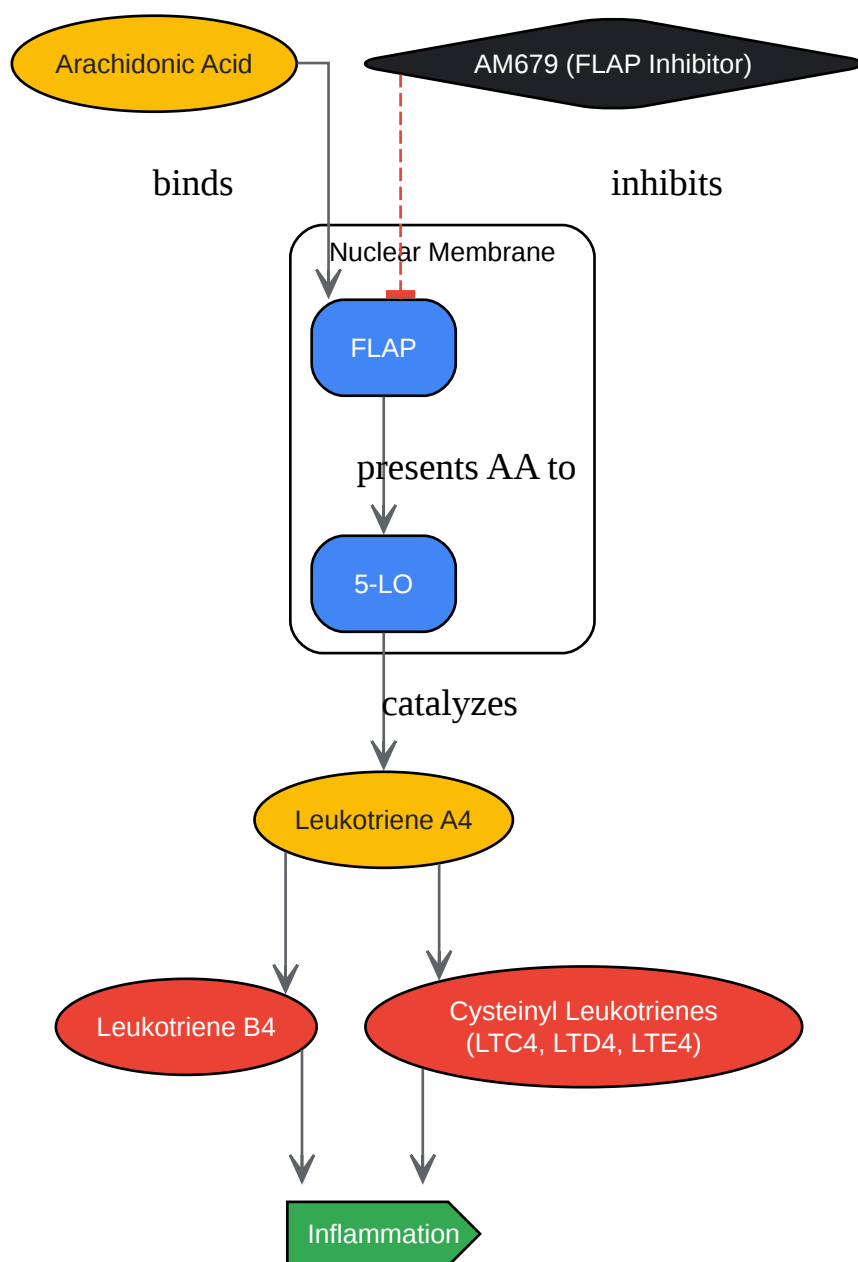 Arachidonic Acid
AM679 (FLAP Inhibitor)
binds
inhibits
Nuclear Membrane
FLAP
presents AA to
5-LO
catalyzes
Leukotriene A4
Leukotriene B4
Cysteinyl Leukotrienes
(LTC4, LTD4, LTE4)
Inflammation